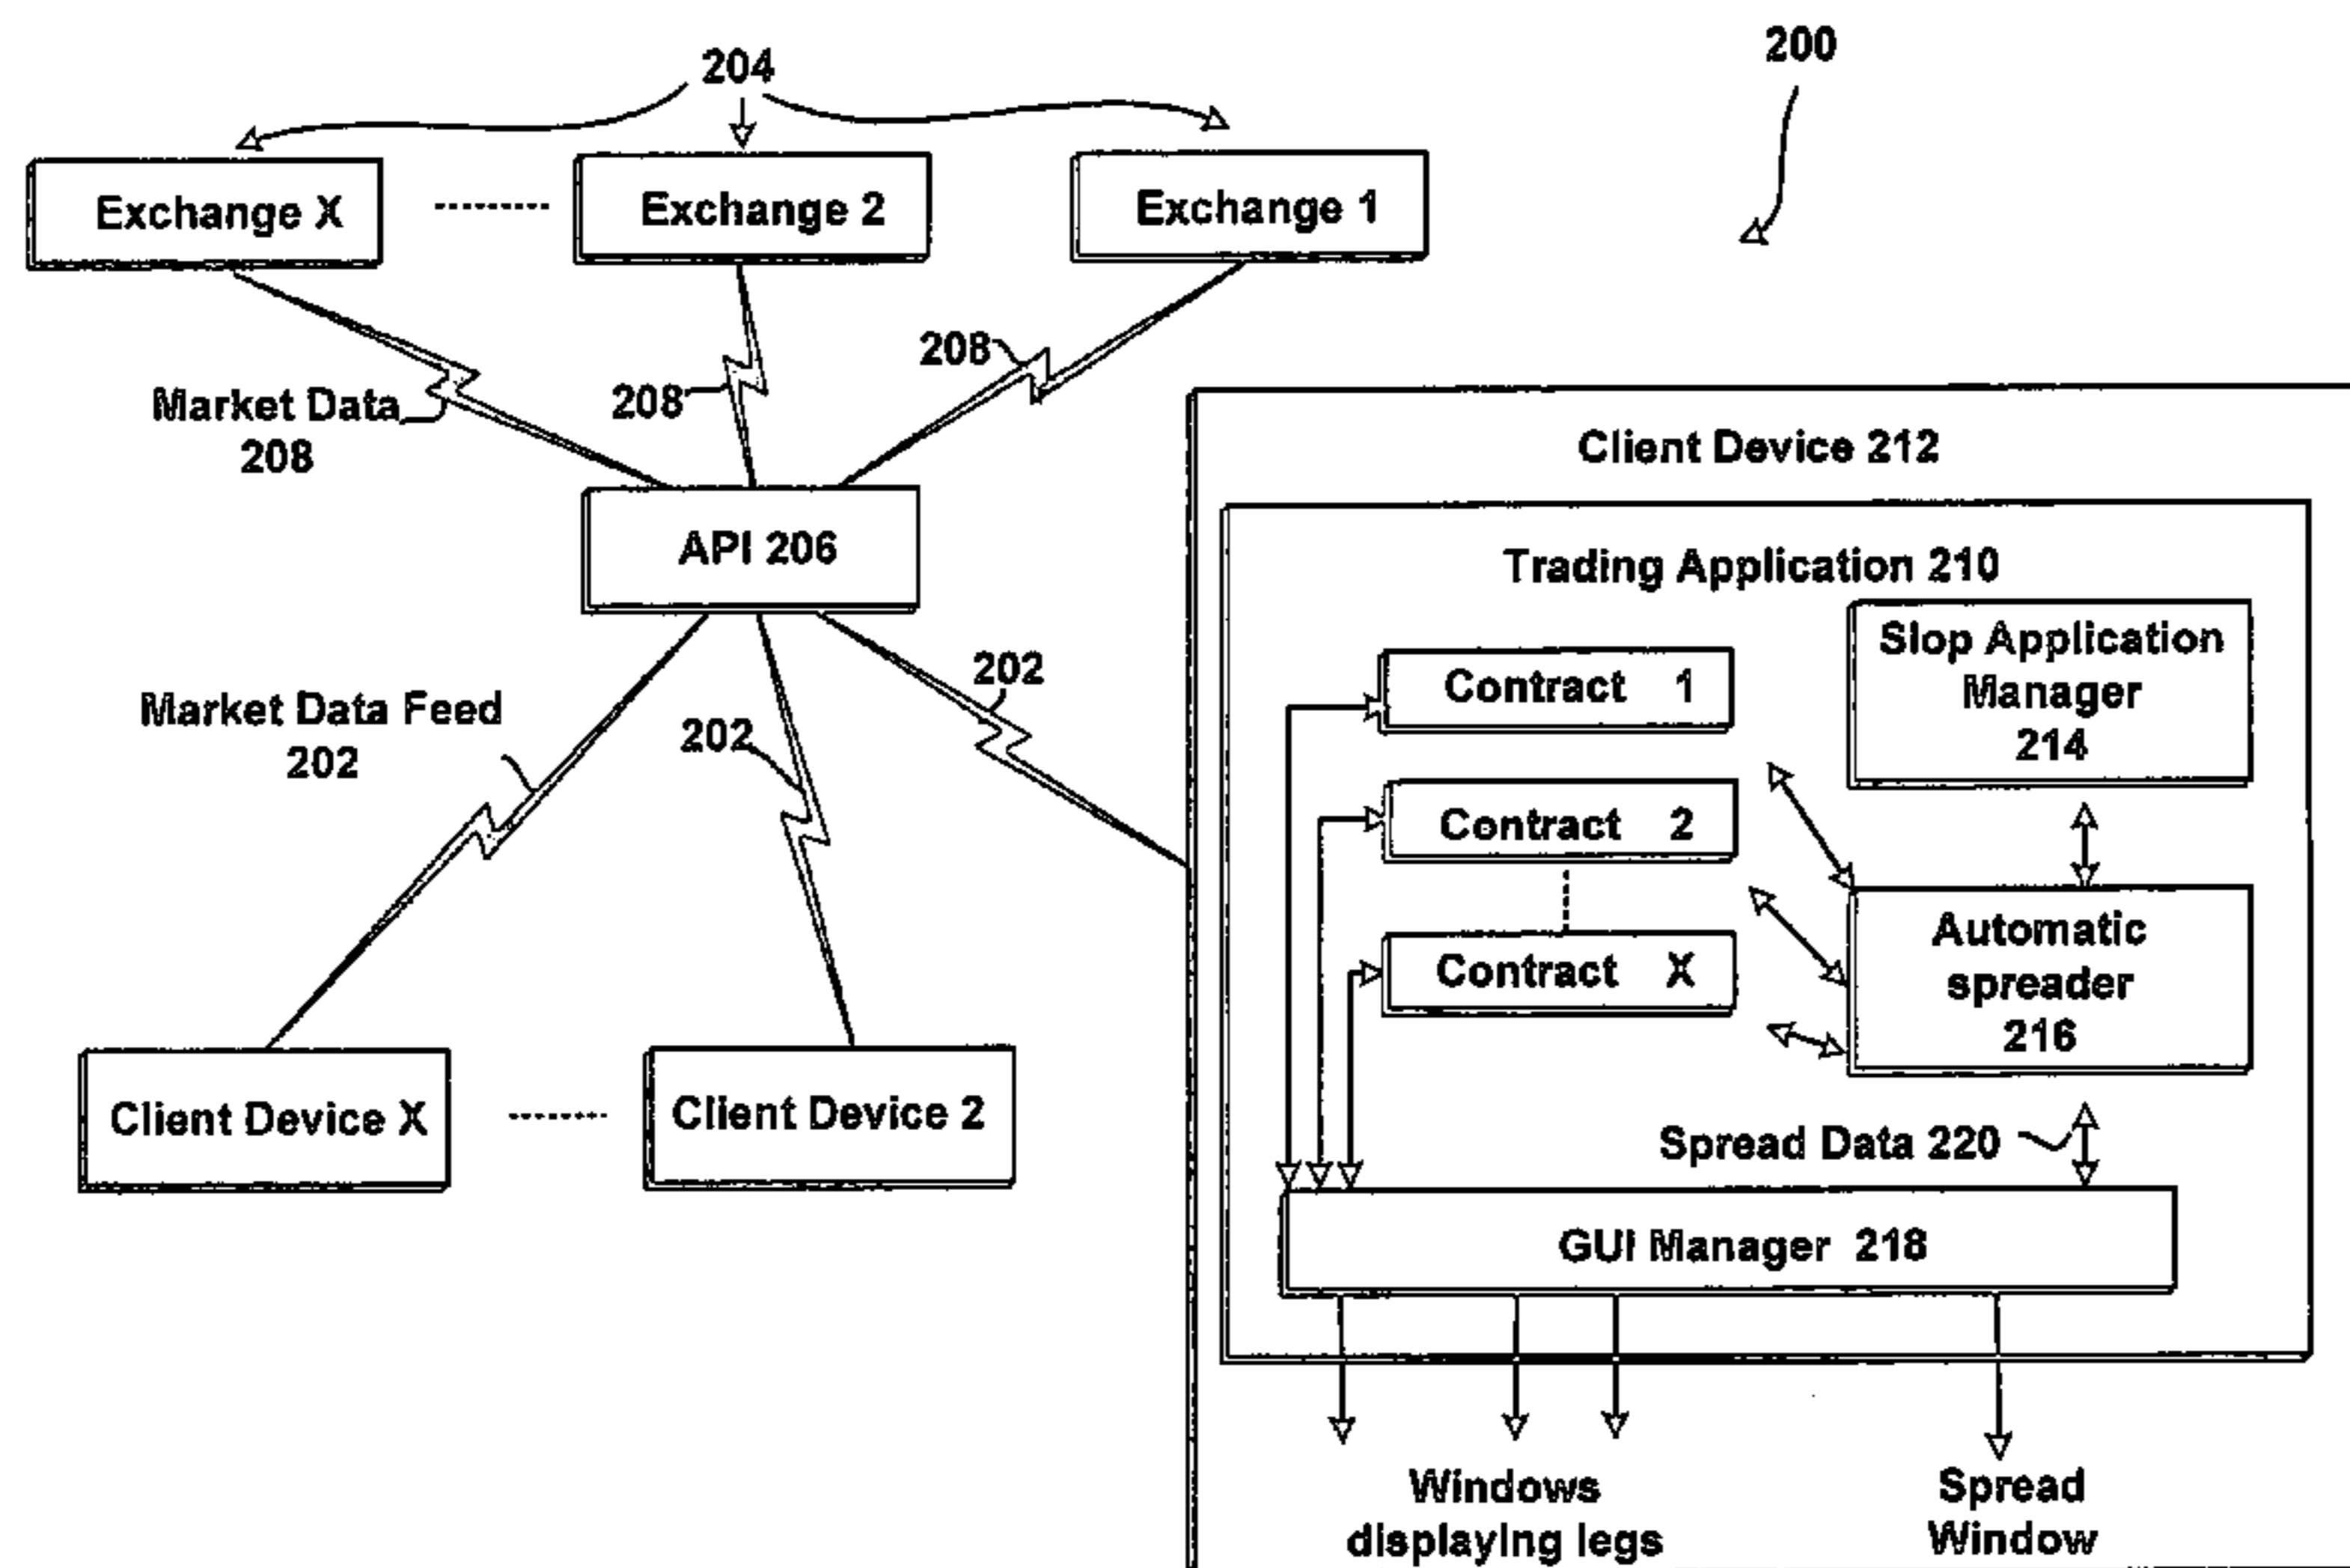 204
200
Exchange X
Exchange 2
Exchange 1
208
208
Market Data
208
Client Device 212
API 206
Trading Application 210
Slop Application
Manager
214
Contract 1
Contract 2
Contract X
Automatic
spreader
216
202
Market Data Feed
202
202
Client Device X
Client Device 2
Spread Data 220
GUI Manager 218
Windows
displaying legs
Spread
Window